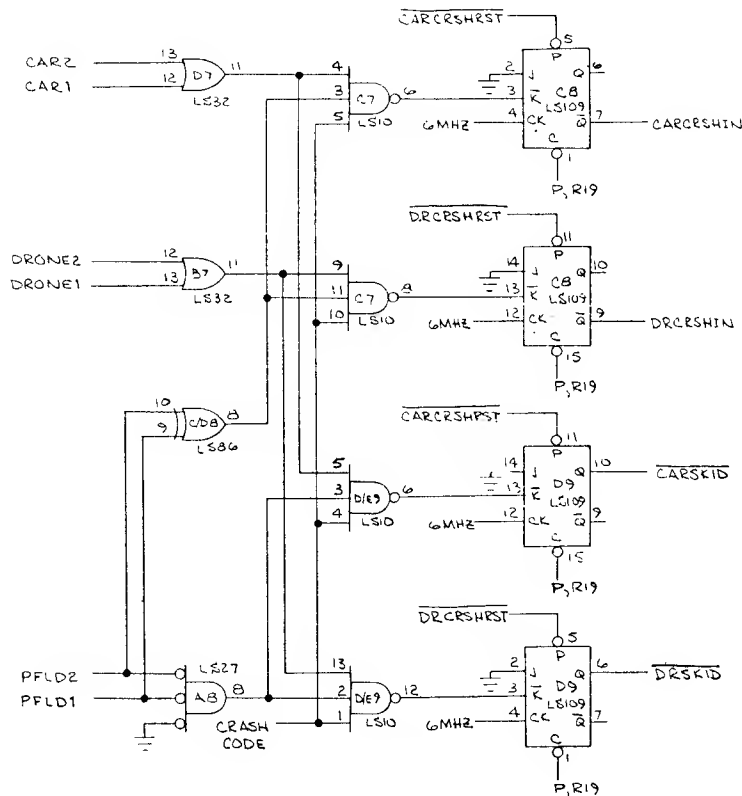 CARCRSHRST
5
P
CAR2 13
D7
11
4
2
J
Q
6
CAR1 12
3
C7
6
3
K
C8
LS32
5
LS10
LS109
6MHZ
4
CK
Q
7
CARCRSHIN
C
1
P,R19
DRCRSHRST
11
P
DRONE2 12
B7
11
9
14
J
Q
10
DRONE1 13
11
C7
8
13
K
C8
LS32
10
LS10
LS109
6MHZ
12
CK
Q
9
DRCRSHIN
C
15
P,R19
10
C/D8
8
9
LS86
CARCRSHRST
11
P
5
14
J
Q
10
CARSKID
3
D/E9
6
13
K
D9
4
LS10
LS109
6MHZ
12
CK
Q
9
C
15
P,R19
DRCRSHRST
5
P
LS27
PFLD2
A8
8
13
2
J
Q
6
DRSKID
PFLD1
2
D/E9
12
3
K
D9
CRASH
CODE
1
LS10
LS109
6MHZ
4
CK
Q
7
C
1
P,R19